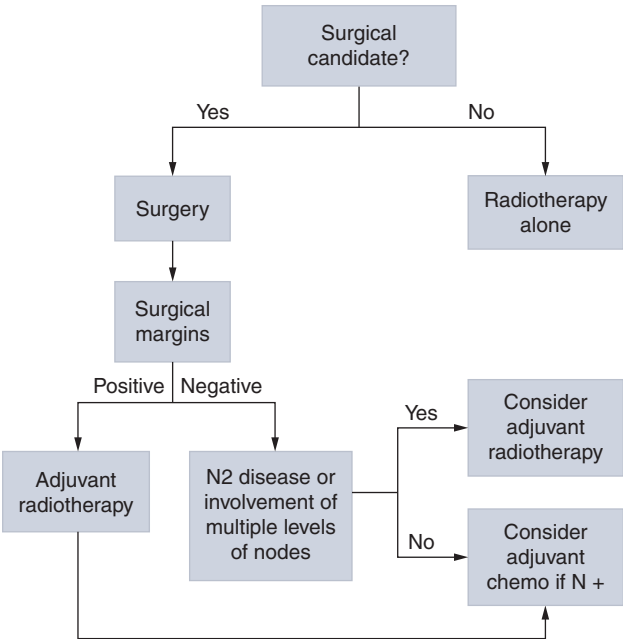 Surgical
candidate?
Yes
No
Surgery
Radiotherapy
alone
Surgical
margins
Positive
Negative
Yes
Consider
adjuvant
radiotherapy
Adjuvant
radiotherapy
N2 disease or
involvement of
multiple levels
of nodes
No
Consider
adjuvant
chemo if N +